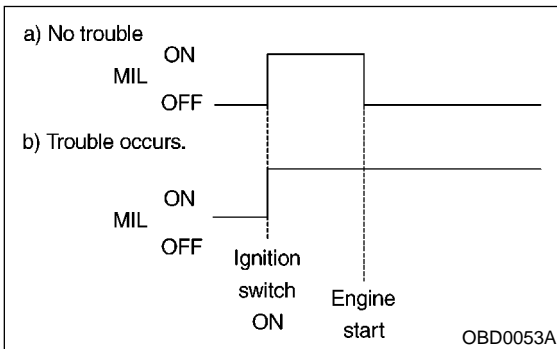 a) No trouble
ON
MIL
OFF
b) Trouble occurs.
ON
MIL
OFF
Ignition
switch
ON
Engine
start
OBD0053A